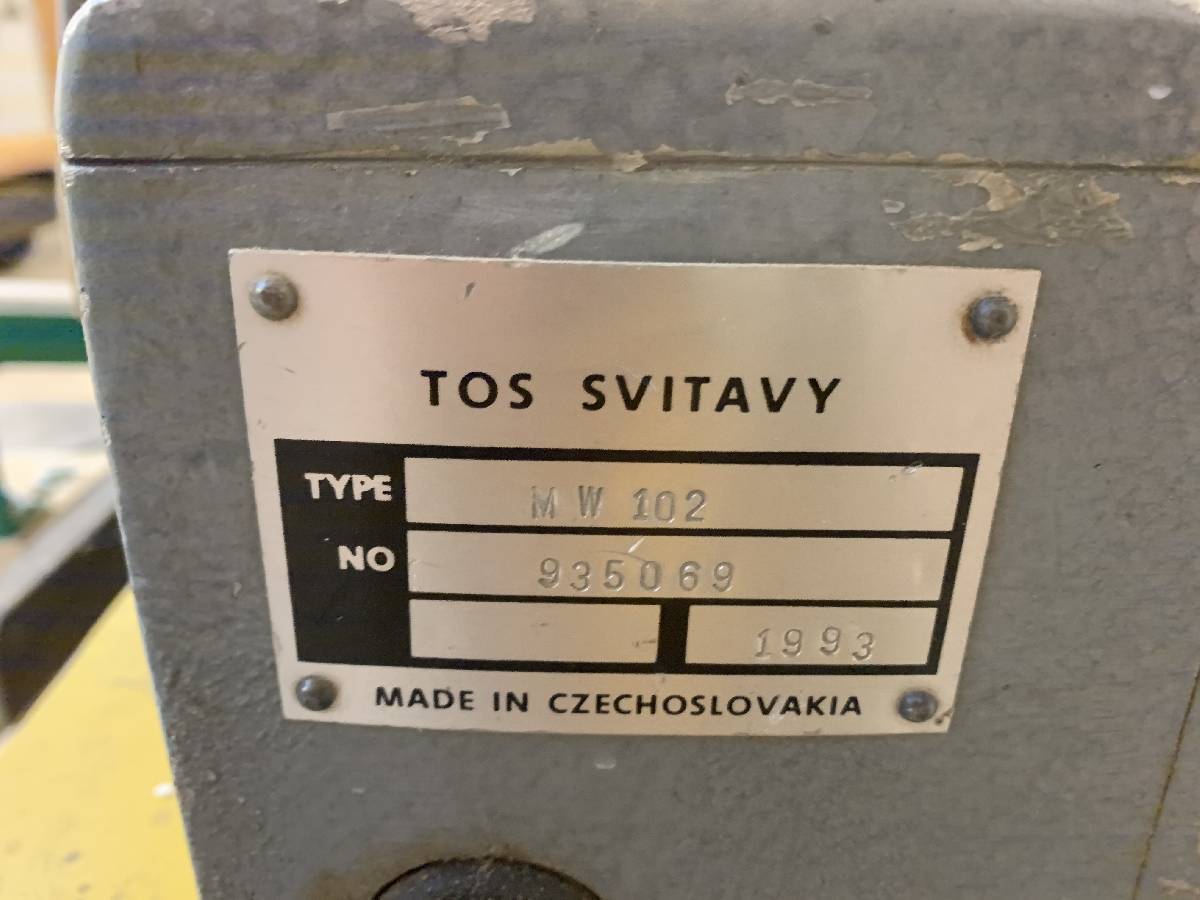 TOS SVITAVY
TYPE MW 102
NO 935069
1993
MADE IN CZECHOSLOVAKIA